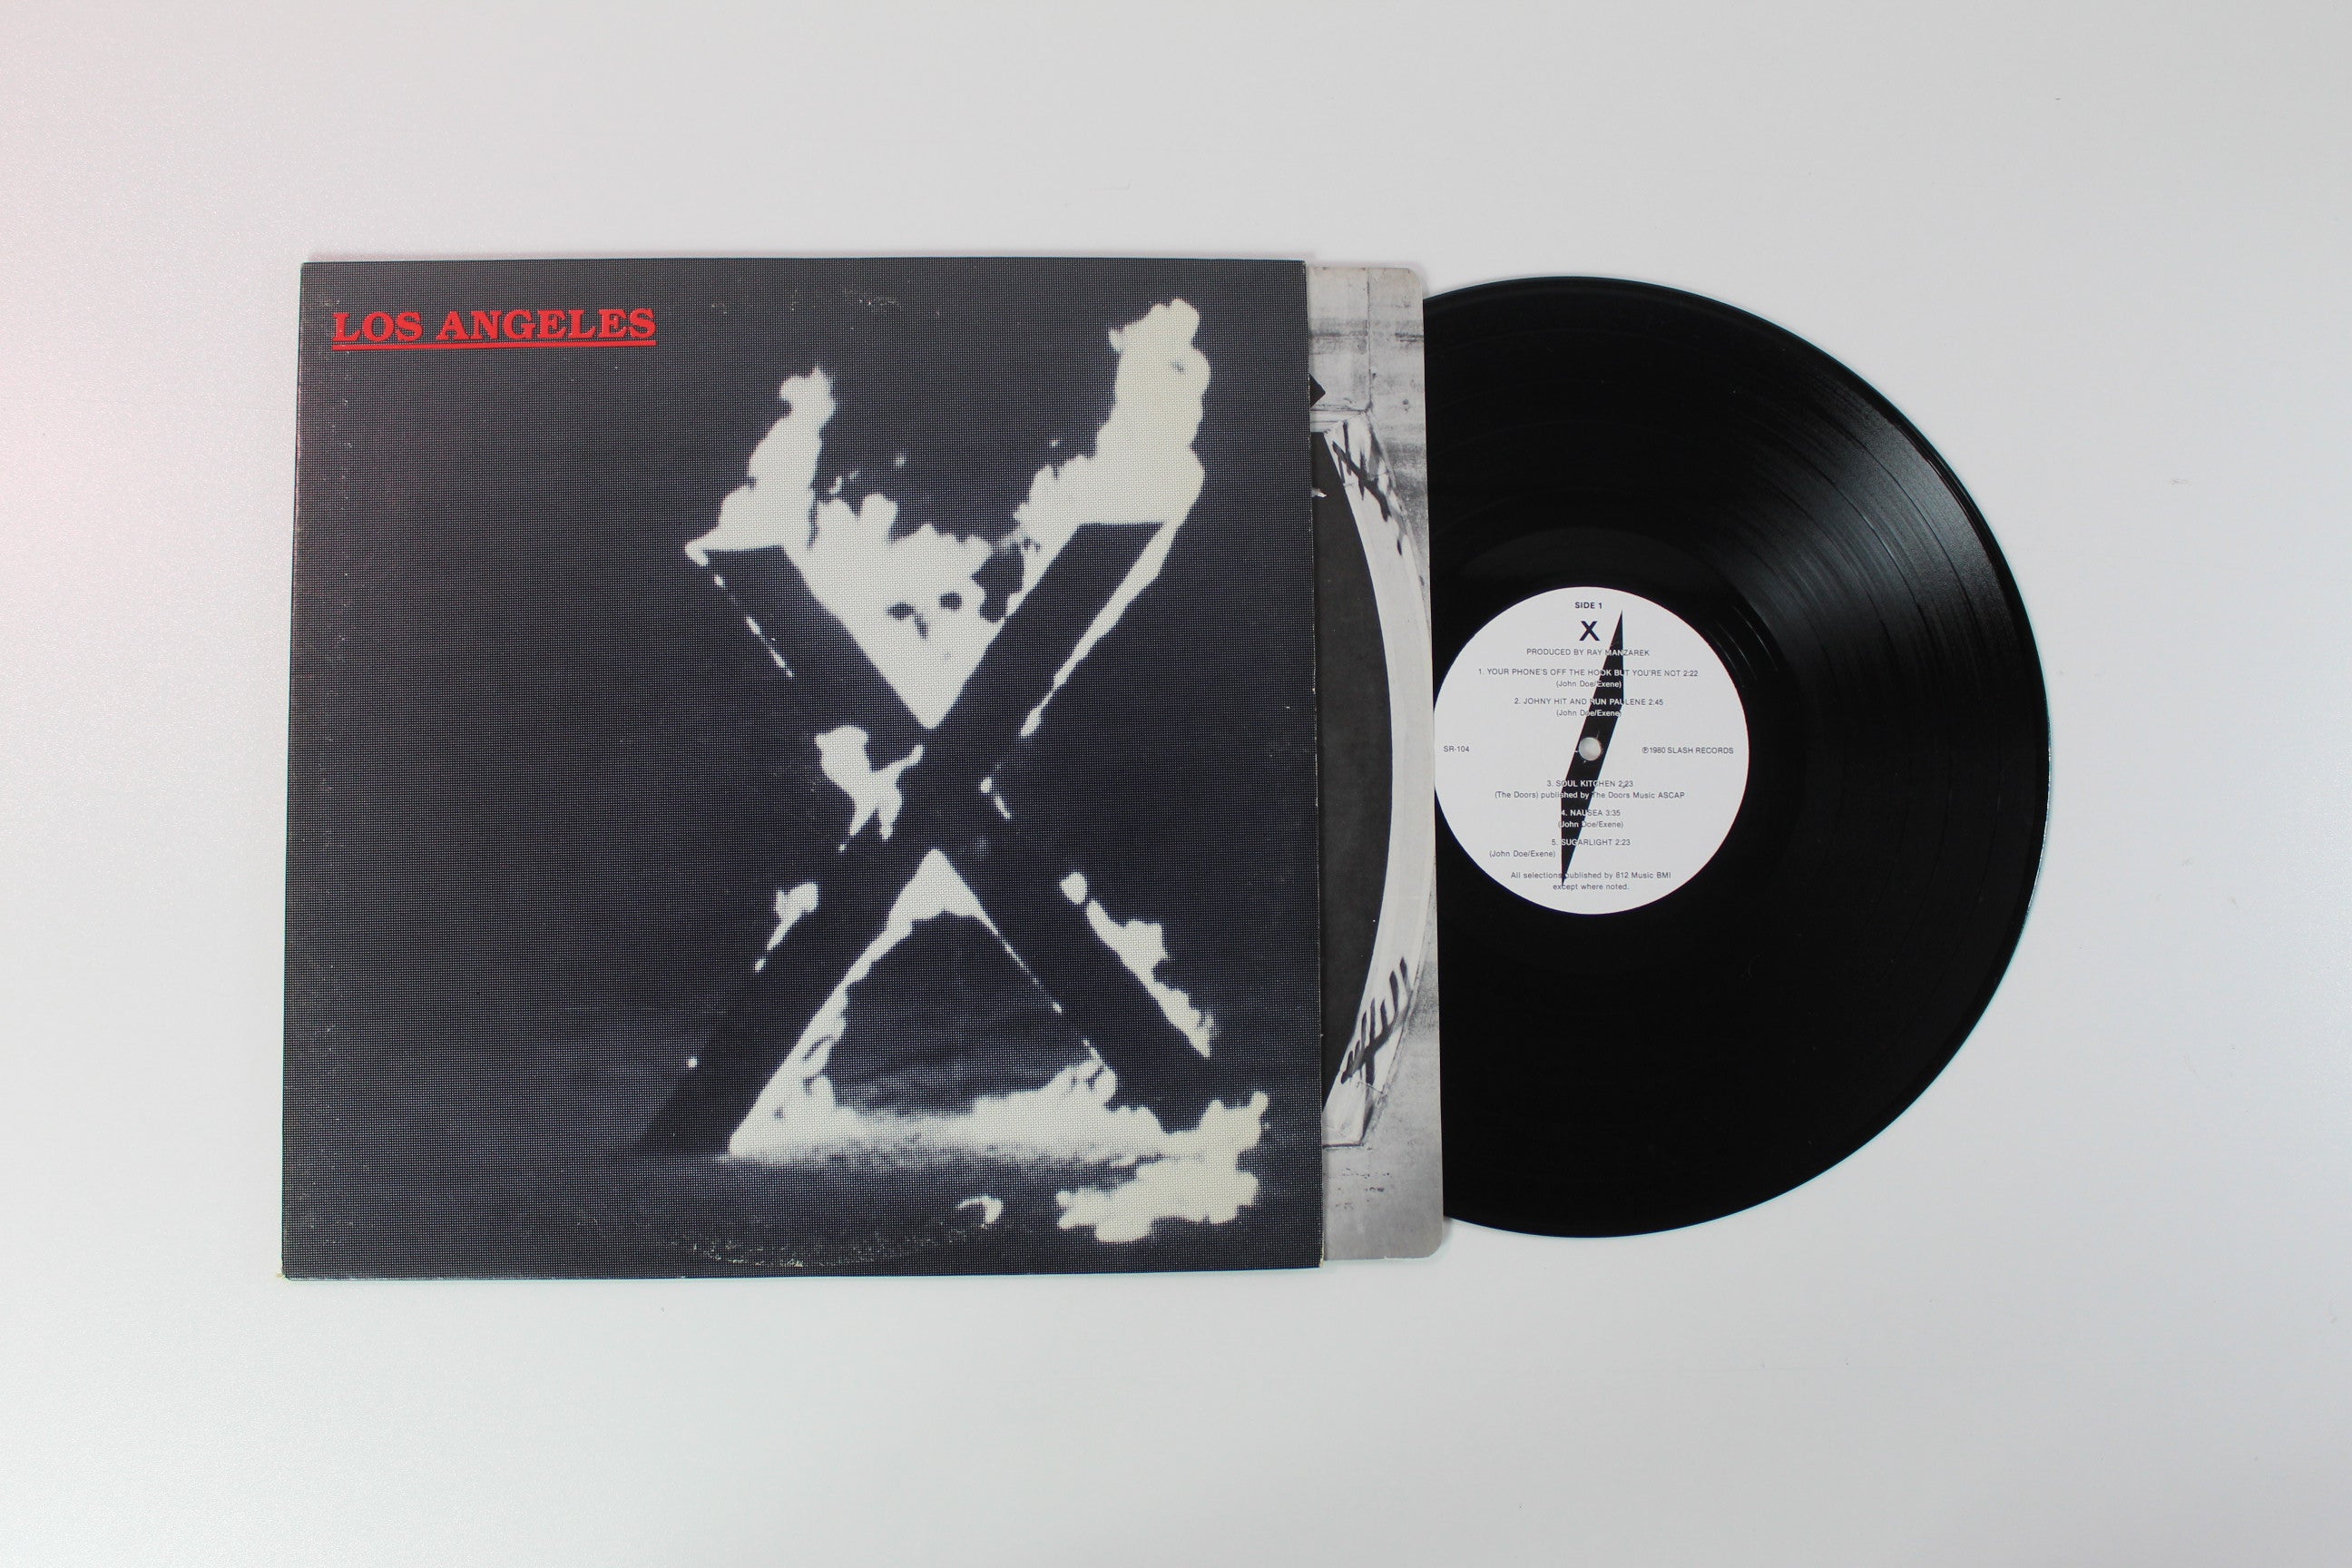 LOS ANGELES
SIDE 1
X
PRODUCED BY RAY MANZAREK
1. YOUR PHONE'S OFF THE HOOK BUT YOU'RE NOT 2:22
(John Doe/Exene)
2. JOHNY HIT AND RUN PAULENE 2:45
(John Doe/Exene)
SR-104
℗1980 SLASH RECORDS
3. SOUL KITCHEN 2:23
(The Doors) published by The Doors Music ASCAP
4. NAUSEA 3:35
(John Doe/Exene)
5. SUGARLIGHT 2:23
(John Doe/Exene)
All selections published by 812 Music BMI
except where noted.